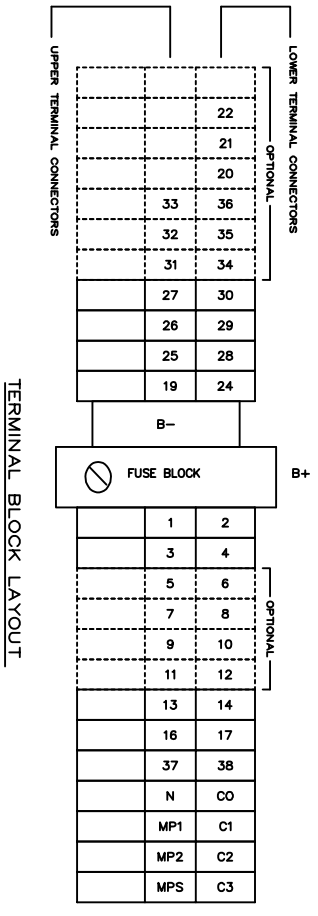 UPPER TERMINAL CONNECTORS
LOWER TERMINAL CONNECTORS
OPTIONAL
22
21
20
33 36
32 35
31 34
27 30
26 29
25 28
19 24
B−
FUSE BLOCK B+
1 2
3 4
OPTIONAL
5 6
7 8
9 10
11 12
13 14
16 17
37 38
N CO
MP1 C1
MP2 C2
MPS C3
TERMINAL BLOCK LAYOUT